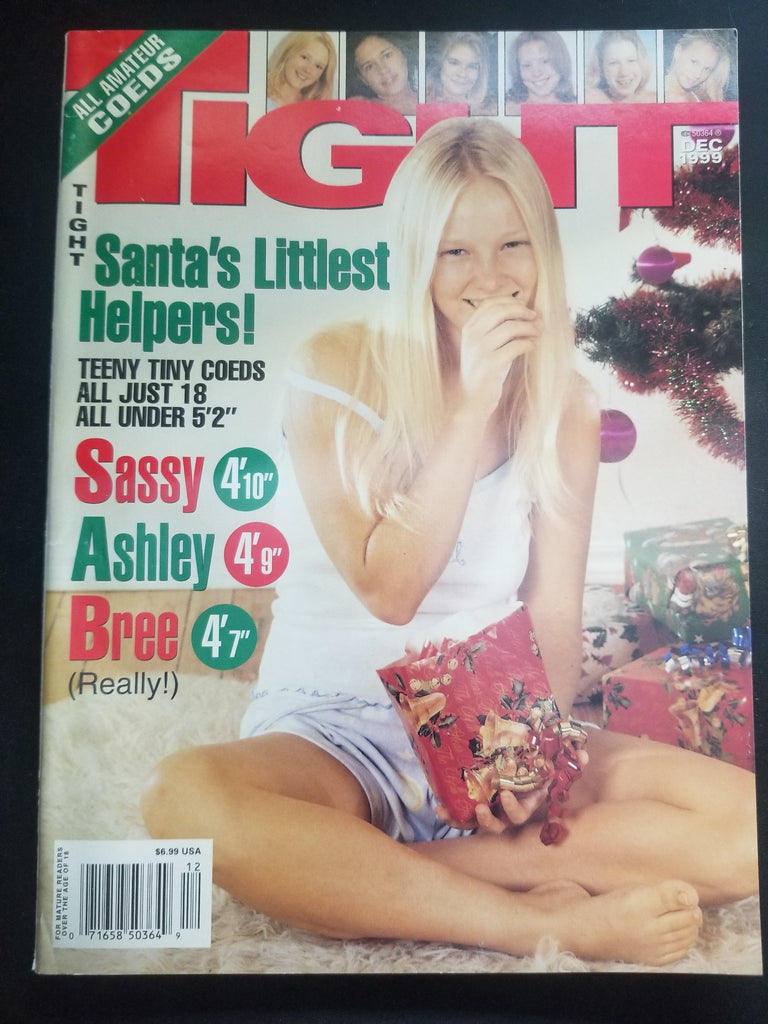 ALL AMATEUR
COEDS
TIGHT
50364
DEC
1999
TIGHT
Santa's Littlest
Helpers!
TEENY TINY COEDS
ALL JUST 18
ALL UNDER 5'2"
Sassy 4'10"
Ashley 4'9"
Bree 4'7"
(Really!)
$6.99 USA
FOR MATURE READERS
OVER THE AGE OF 18
12
0 71658 50364 9